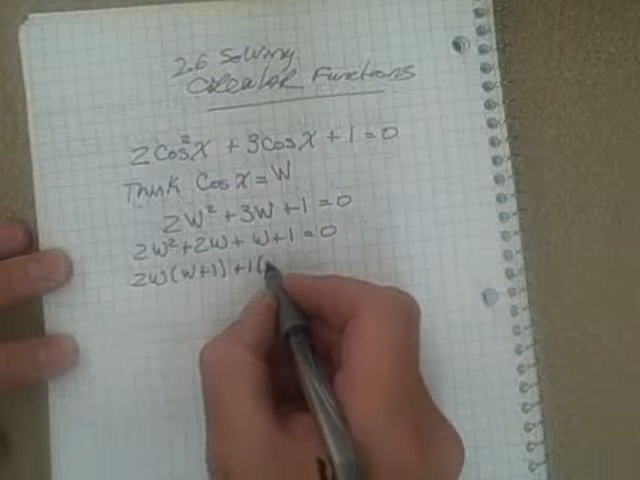 2.6 Solving
Circular Functions
2cos²x + 3cosx + 1 = 0
Think Cosx = W
2w² + 3w + 1 = 0
2w² + 2w + w + 1 = 0
2w(w+1) + 1(